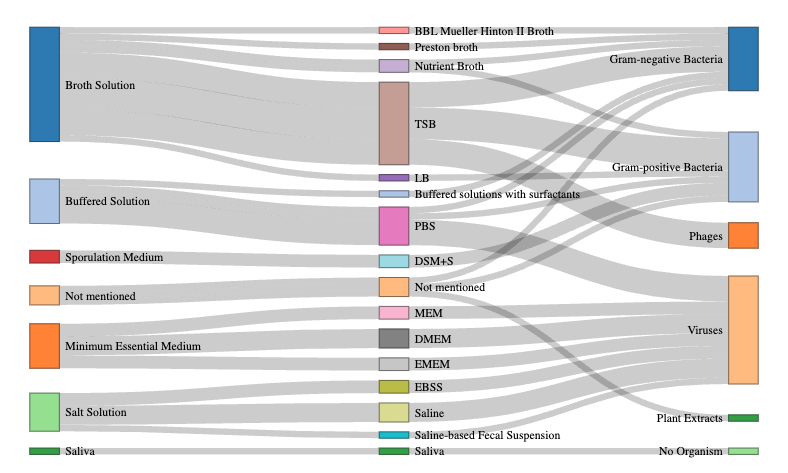 Broth Solution
Buffered Solution
Sporulation Medium
Not mentioned
Minimum Essential Medium
Salt Solution
Saliva
BBL Mueller Hinton II Broth
Preston broth
Nutrient Broth
TSB
LB
Buffered solutions with surfactants
PBS
DSM+S
Not mentioned
MEM
DMEM
EMEM
EBSS
Saline
Saline-based Fecal Suspension
Saliva
Gram-negative Bacteria
Gram-positive Bacteria
Phages
Viruses
Plant Extracts
No Organism